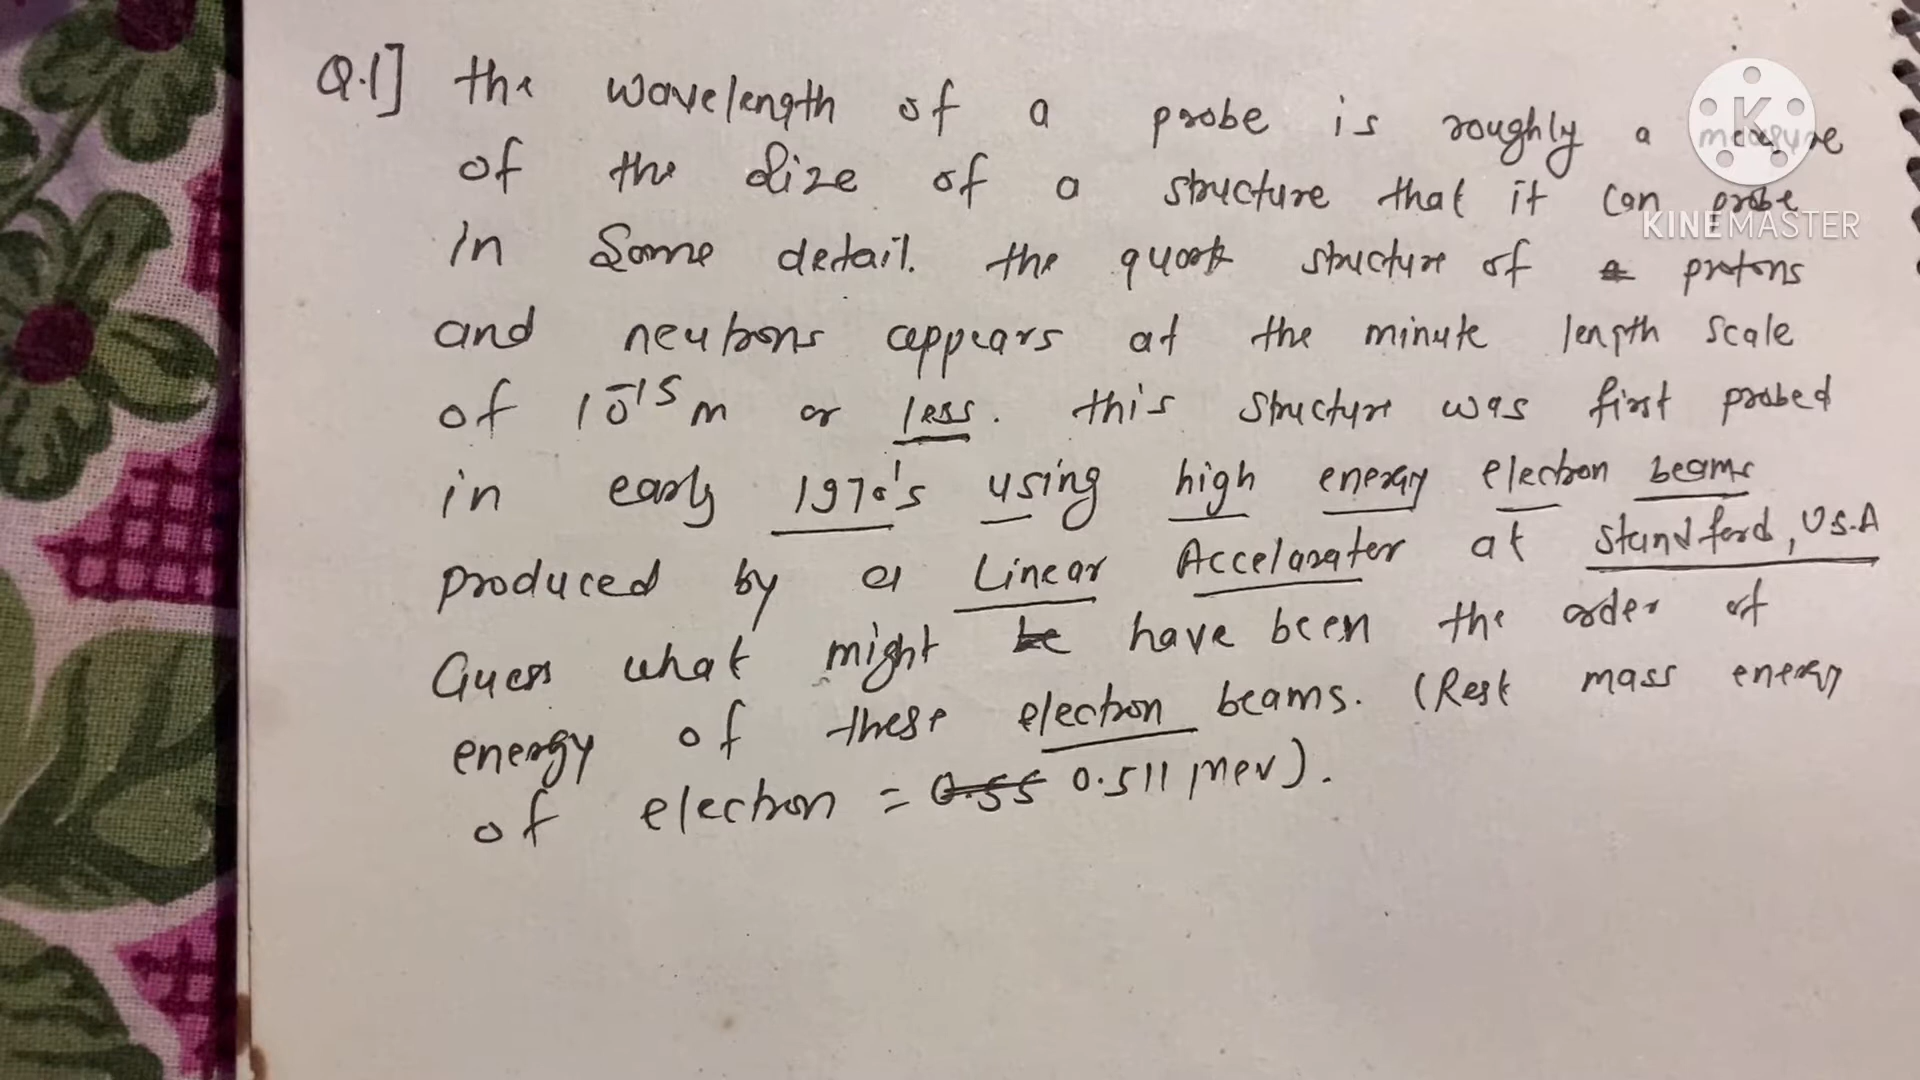 Q.1] the wavelength of a probe is roughly a measure
of the size of a structure that it can probe
in Some detail. the quark structure of a protons
and neutrons appears at the minute length scale
of 10⁻¹⁵ m or less. this structure was first probed
in early 1970's using high energy electron beams
produced by a Linear Accelarater at standford, U.S.A
Guess what might be have been the order of
energy of these electron beams. (Rest mass energy
of electron = 0.55 0.511 MeV).
K
KINEMASTER